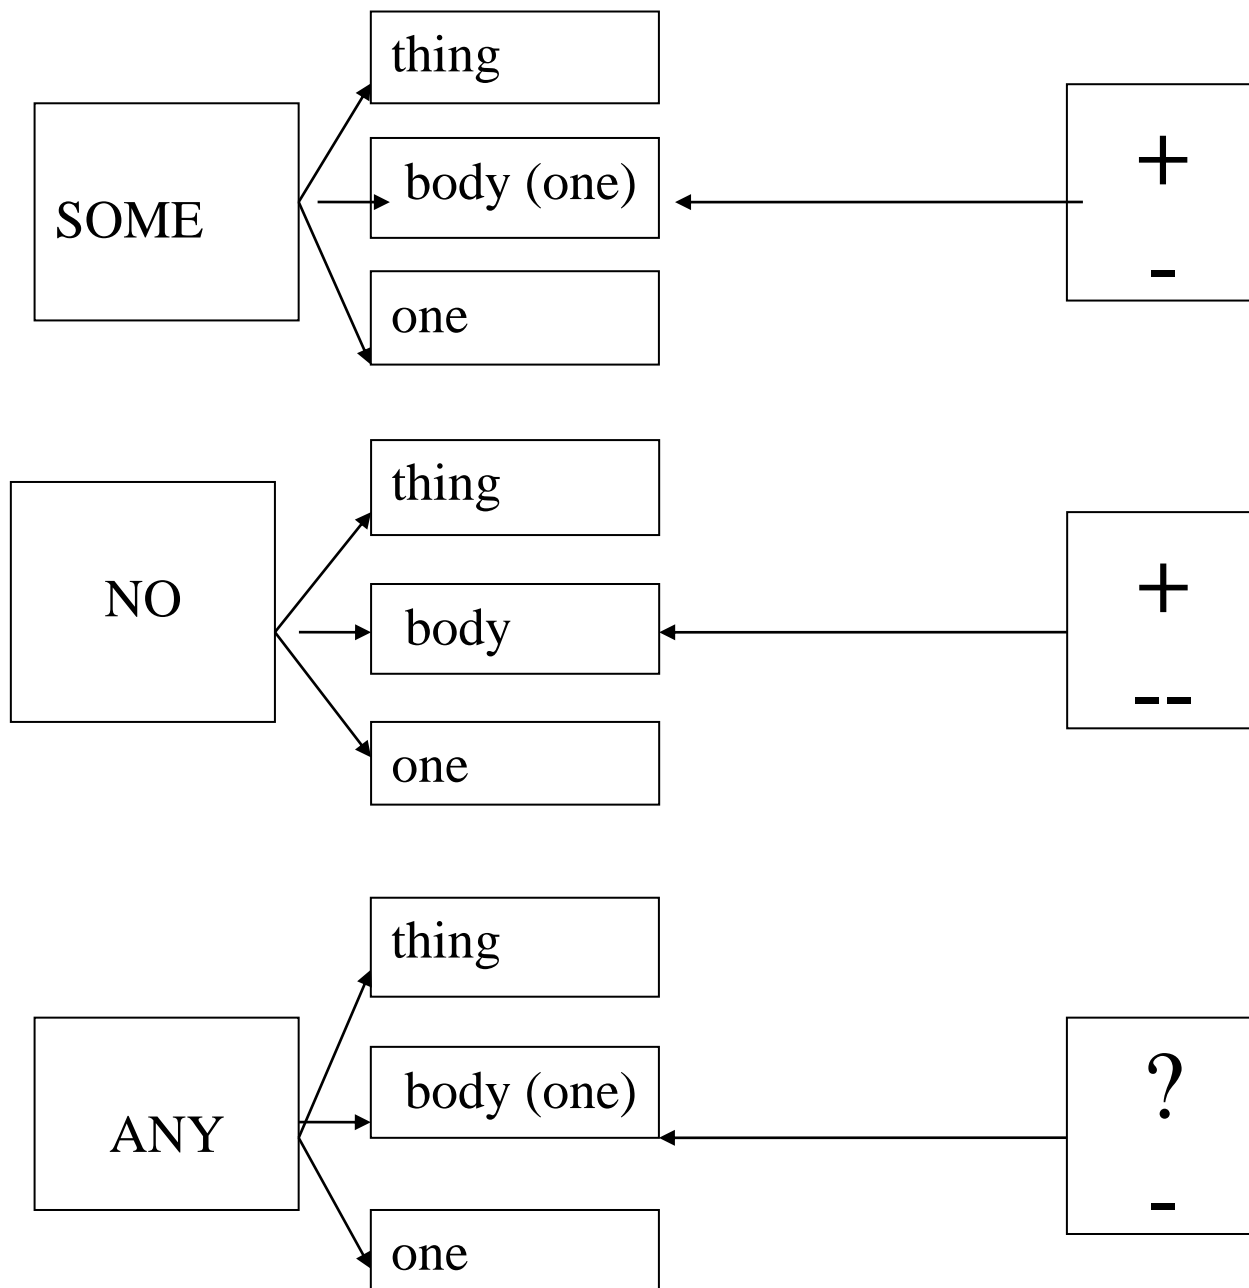 thing
SOME
body (one)
one
+
-
thing
NO
body
one
+
--
thing
ANY
body (one)
one
?
-